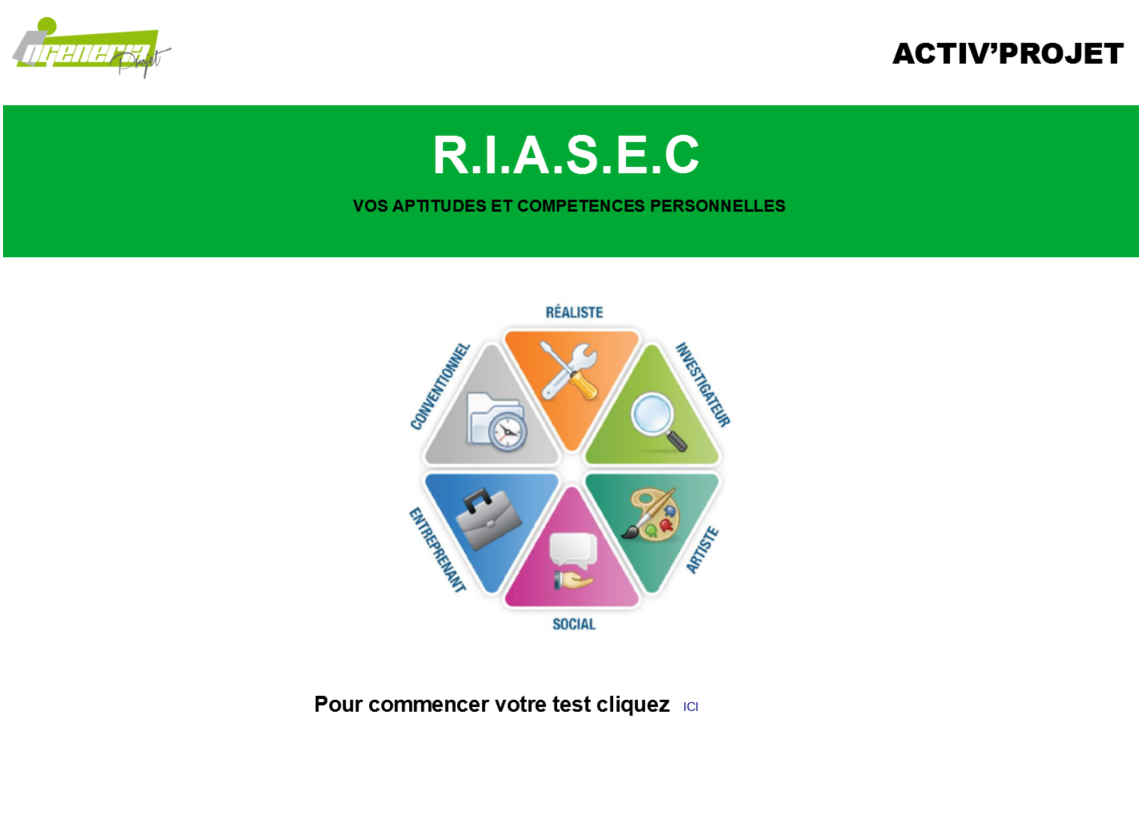 ingeneria
Projet
ACTIV'PROJET
R.I.A.S.E.C
VOS APTITUDES ET COMPETENCES PERSONNELLES
RÉALISTE
CONVENTIONNEL
INVESTIGATEUR
ENTREPRENANT
ARTISTE
SOCIAL
Pour commencer votre test cliquez ICI